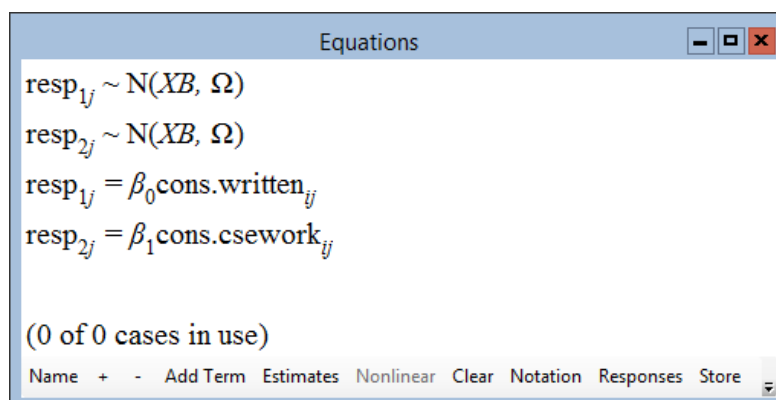 Equations
resp₁ⱼ ~ N(XB, Ω)
resp₂ⱼ ~ N(XB, Ω)
resp₁ⱼ = β₀cons.writtenᵢⱼ
resp₂ⱼ = β₁cons.cseworkᵢⱼ
(0 of 0 cases in use)
Name + - Add Term Estimates Nonlinear Clear Notation Responses Store